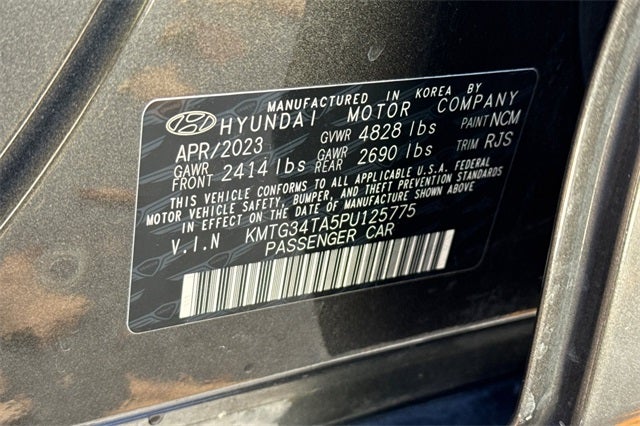 MANUFACTURED IN KOREA BY
HYUNDAI MOTOR COMPANY
APR/2023 GVWR 4828 lbs PAINT NCM
GAWR FRONT 2414 lbs GAWR REAR 2690 lbs TRIM RJS
THIS VEHICLE CONFORMS TO ALL APPLICABLE U.S.A. FEDERAL
MOTOR VEHICLE SAFETY, BUMPER, AND THEFT PREVENTION STANDARDS
IN EFFECT ON THE DATE OF MANUFACTURE SHOWN ABOVE
V.I.N KMTG34TA5PU125775
PASSENGER CAR